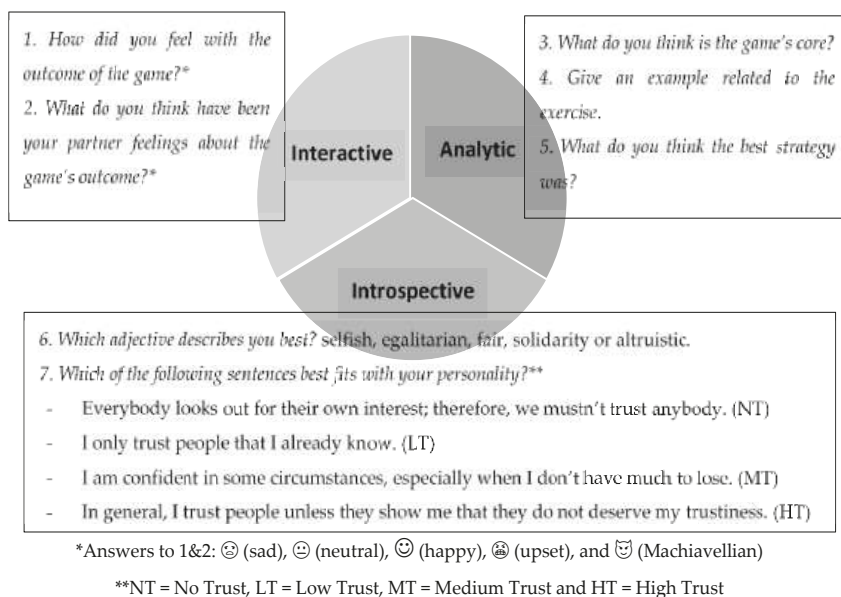 1. How did you feel with the
outcome of the game?*
2. What do you think have been
your partner feelings about the
game's outcome?*
Interactive
Analytic
3. What do you think is the game's core?
4. Give an example related to the
exercise.
5. What do you think the best strategy
was?
Introspective
6. Which adjective describes you best? selfish, egalitarian, fair, solidarity or altruistic.
7. Which of the following sentences best fits with your personality?**
- Everybody looks out for their own interest; therefore, we mustn't trust anybody. (NT)
- I only trust people that I already know. (LT)
- I am confident in some circumstances, especially when I don't have much to lose. (MT)
- In general, I trust people unless they show me that they do not deserve my trustiness. (HT)
*Answers to 1&2: ☹ (sad), 😐 (neutral), ☺ (happy), 😬 (upset), and 😈 (Machiavellian)
**NT = No Trust, LT = Low Trust, MT = Medium Trust and HT = High Trust